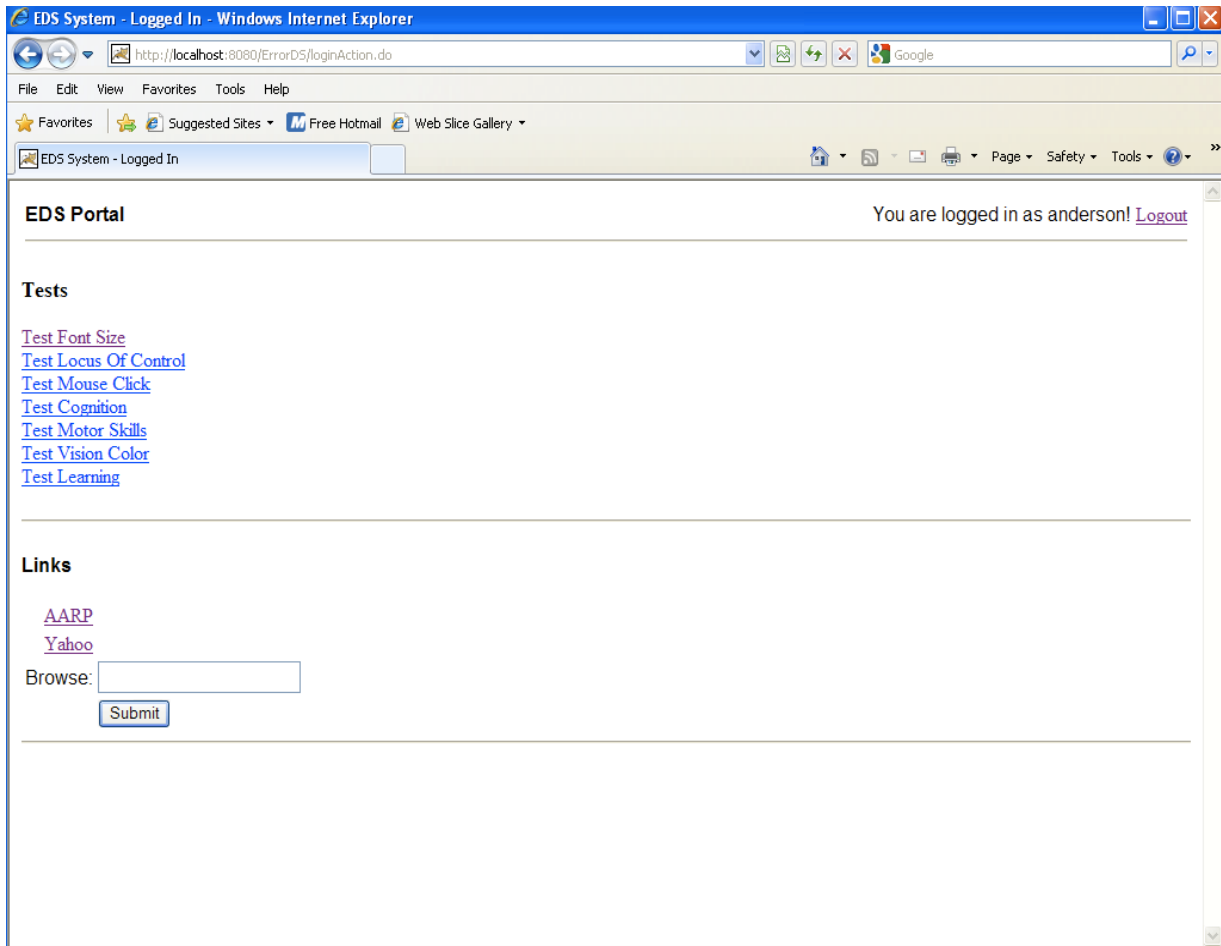 EDS System - Logged In - Windows Internet Explorer
http://localhost:8080/ErrorDS/loginAction.do
Google
File Edit View Favorites Tools Help
Favorites Suggested Sites Free Hotmail Web Slice Gallery
EDS System - Logged In Page Safety Tools »
EDS Portal You are logged in as anderson! Logout
Tests
Test Font Size
Test Locus Of Control
Test Mouse Click
Test Cognition
Test Motor Skills
Test Vision Color
Test Learning
Links
AARP
Yahoo
Browse:
Submit